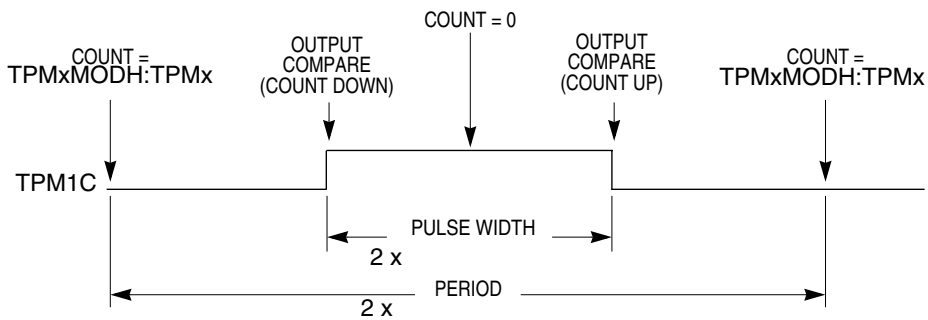 COUNT = 0
COUNT =
TPMxMODH:TPMx
OUTPUT
COMPARE
(COUNT DOWN)
OUTPUT
COMPARE
(COUNT UP)
COUNT =
TPMxMODH:TPMx
TPM1C
PULSE WIDTH
2 x
PERIOD
2 x